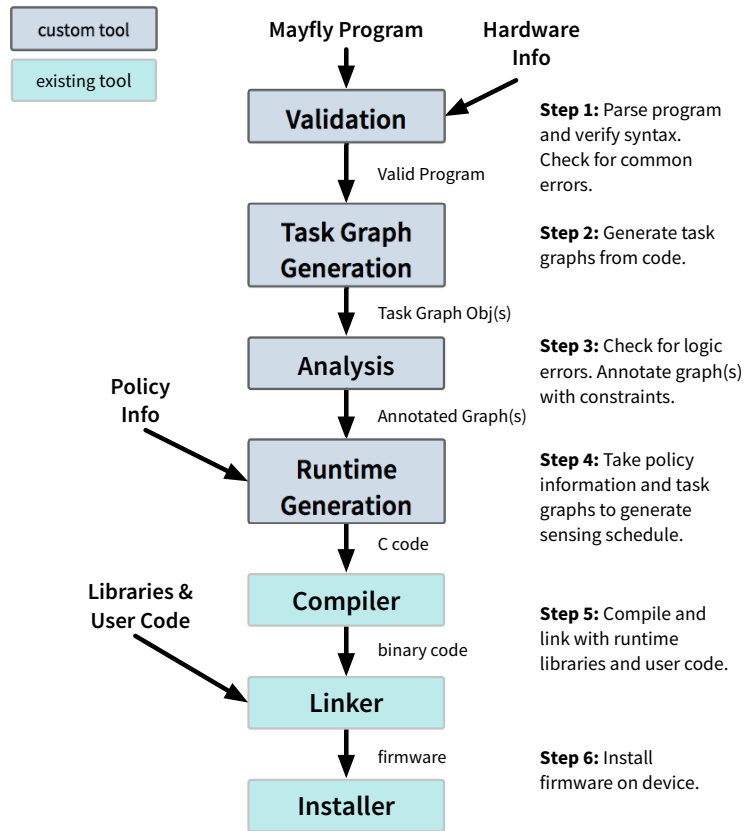 custom tool
existing tool
Mayfly Program
Hardware
Info
Validation
Step 1: Parse program
and verify syntax.
Check for common
errors.
Valid Program
Task Graph
Generation
Step 2: Generate task
graphs from code.
Task Graph Obj(s)
Analysis
Step 3: Check for logic
errors. Annotate graph(s)
with constraints.
Policy
Info
Annotated Graph(s)
Runtime
Generation
Step 4: Take policy
information and task
graphs to generate
sensing schedule.
C code
Libraries &
User Code
Compiler
Step 5: Compile and
link with runtime
libraries and user code.
binary code
Linker
firmware
Step 6: Install
firmware on device.
Installer